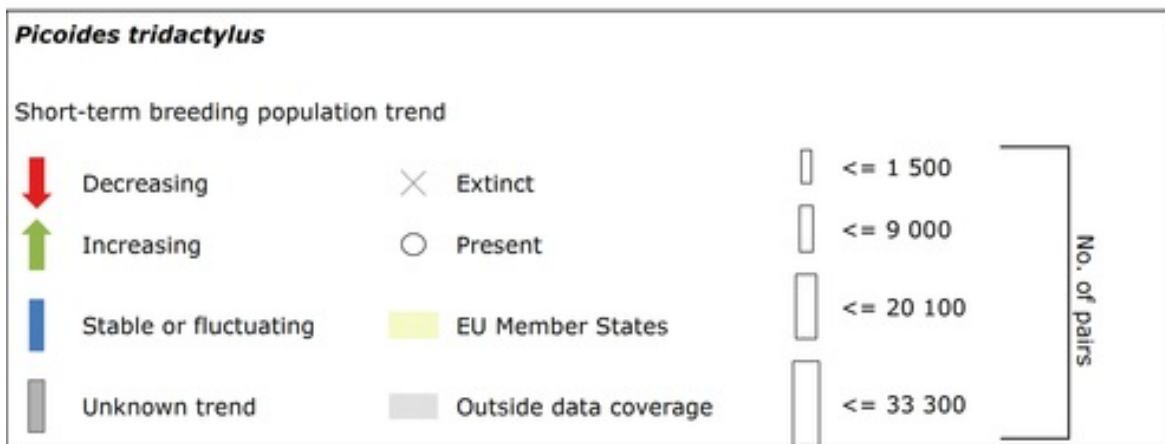 Picoides tridactylus
Short-term breeding population trend
Decreasing
Extinct
<= 1 500
Increasing
Present
<= 9 000
Stable or fluctuating
EU Member States
<= 20 100
Unknown trend
Outside data coverage
<= 33 300
No. of pairs